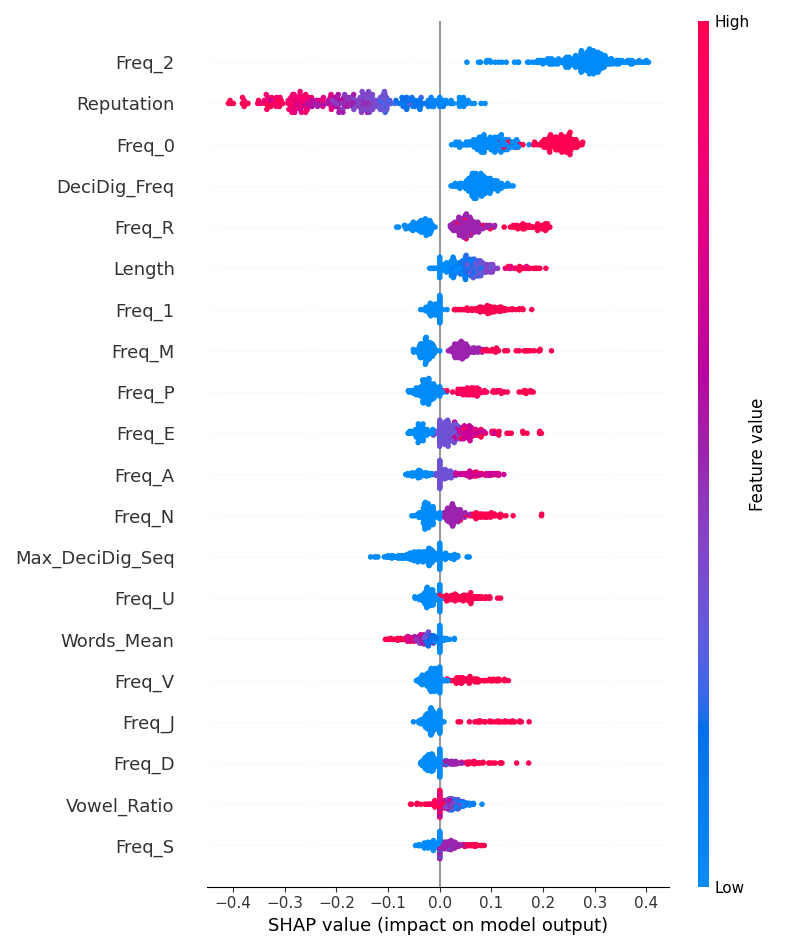 High
Freq_2
Reputation
Freq_0
DeciDig_Freq
Freq_R
Length
Freq_1
Freq_M
Freq_P
Freq_E
Freq_A
Freq_N
Max_DeciDig_Seq
Freq_U
Words_Mean
Freq_V
Freq_J
Freq_D
Vowel_Ratio
Freq_S
Feature value
Low
−0.4 −0.3 −0.2 −0.1 0.0 0.1 0.2 0.3 0.4
SHAP value (impact on model output)